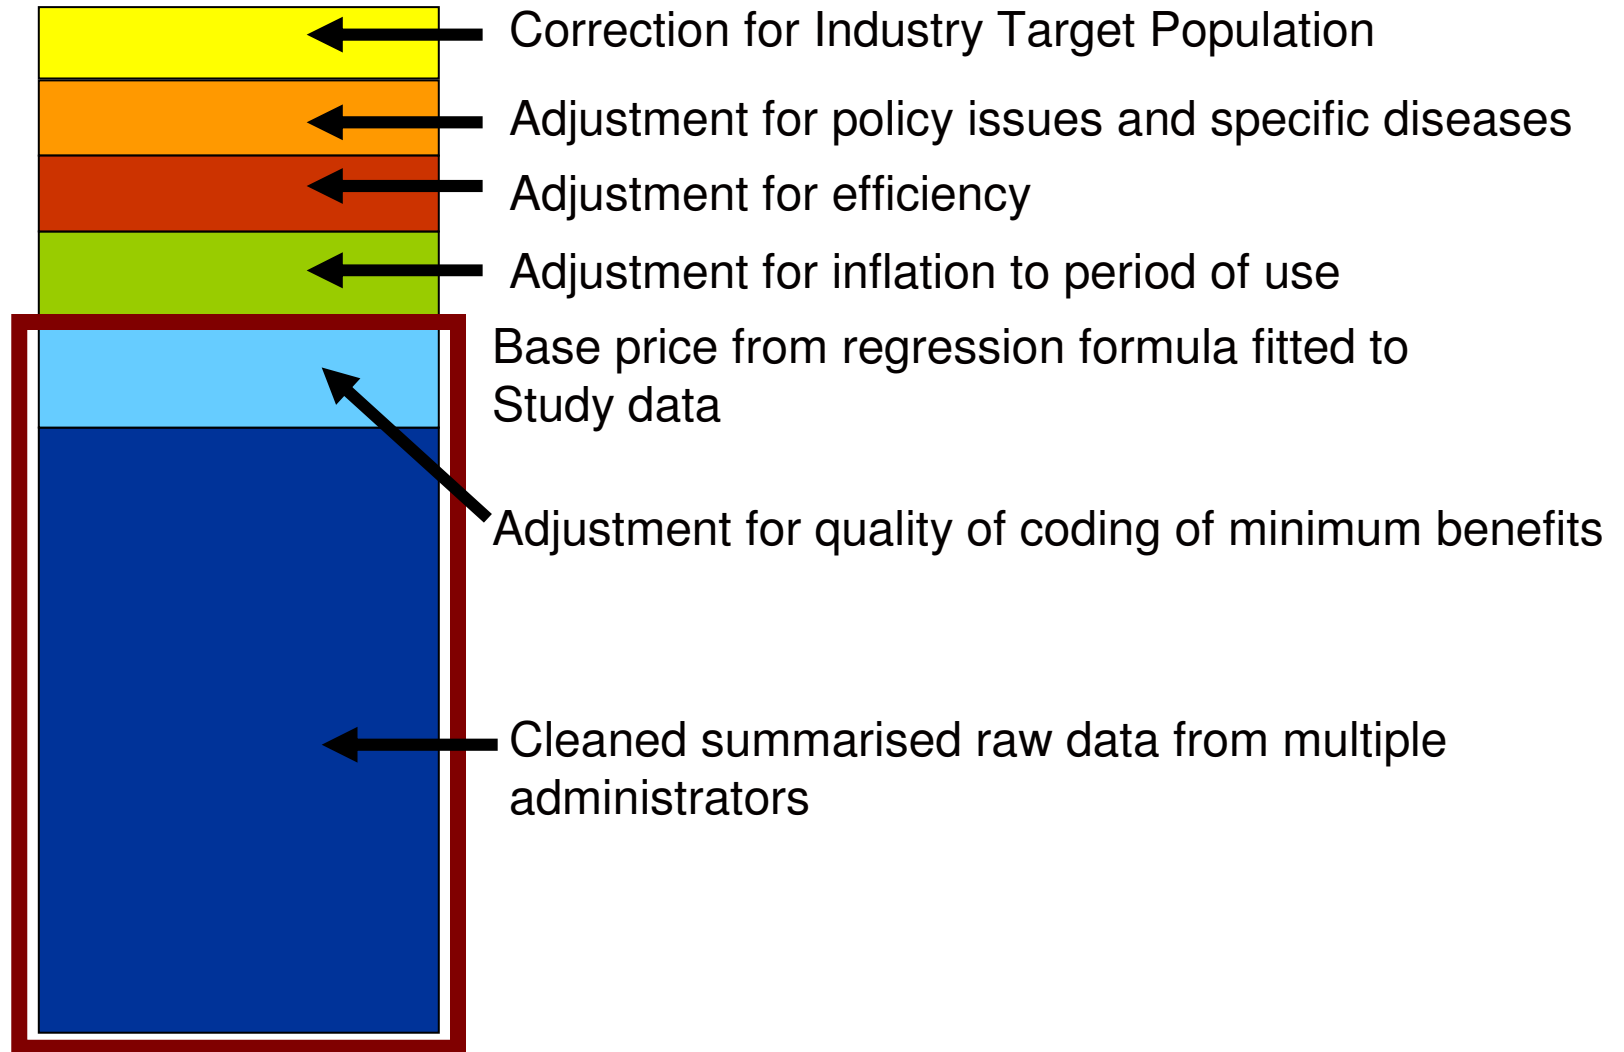 Correction for Industry Target Population
Adjustment for policy issues and specific diseases
Adjustment for efficiency
Adjustment for inflation to period of use
Base price from regression formula fitted to
Study data
Adjustment for quality of coding of minimum benefits
Cleaned summarised raw data from multiple
administrators